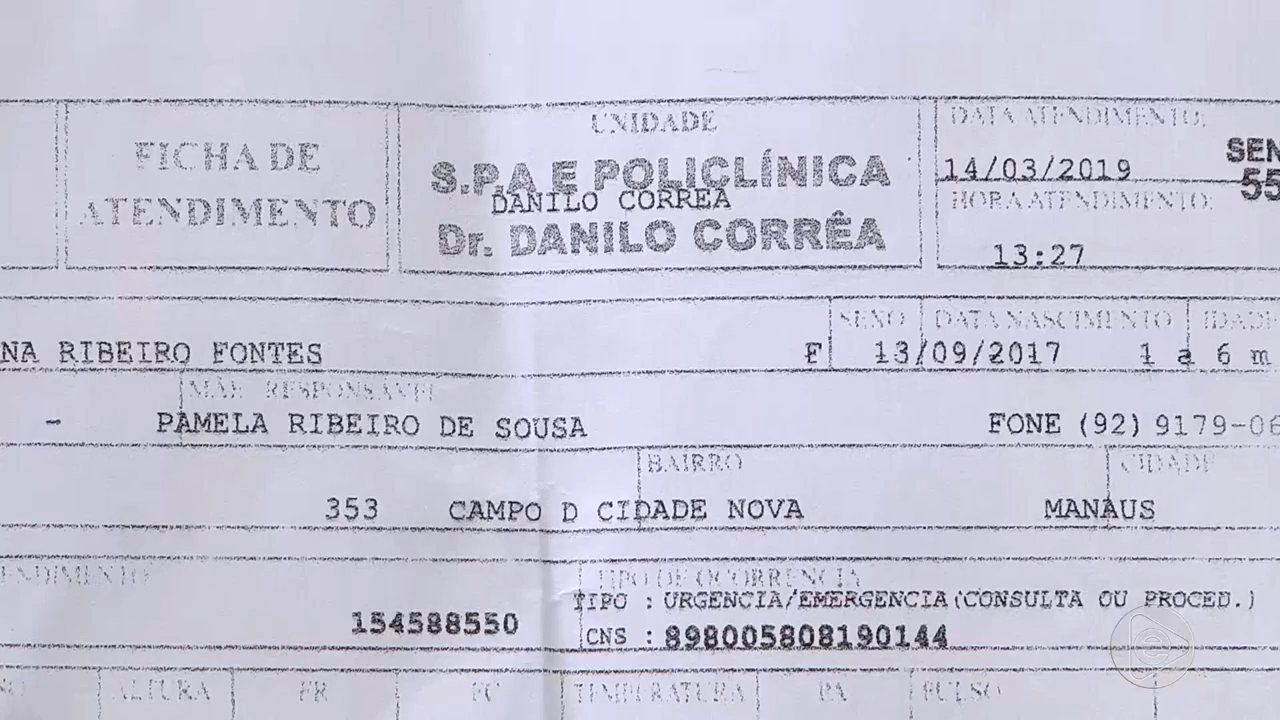 FICHA DE
ATENDIMENTO
UNIDADE
S.P.A E POLICLÍNICA
DANILO CORREA
Dr. DANILO CORRÊA
DATA ATENDIMENTO:
14/03/2019
HORA ATENDIMENTO:
13:27
SEN
55
SEXO DATA NASCIMENTO IDADE
NA RIBEIRO FONTES F 13/09/2017 1 a 6 m
MÃE RESPONSÁVEL
- PAMELA RIBEIRO DE SOUSA FONE (92) 9179-06
BAIRRO CIDADE
353 CAMPO D CIDADE NOVA MANAUS
ENDIMENTO TIPO DE OCORRÊNCIA
TIPO : URGENCIA/EMERGENCIA(CONSULTA OU PROCED.)
154588550 CNS : 898005808190144
ALTURA FR FC TEMPERATURA PA PULSO